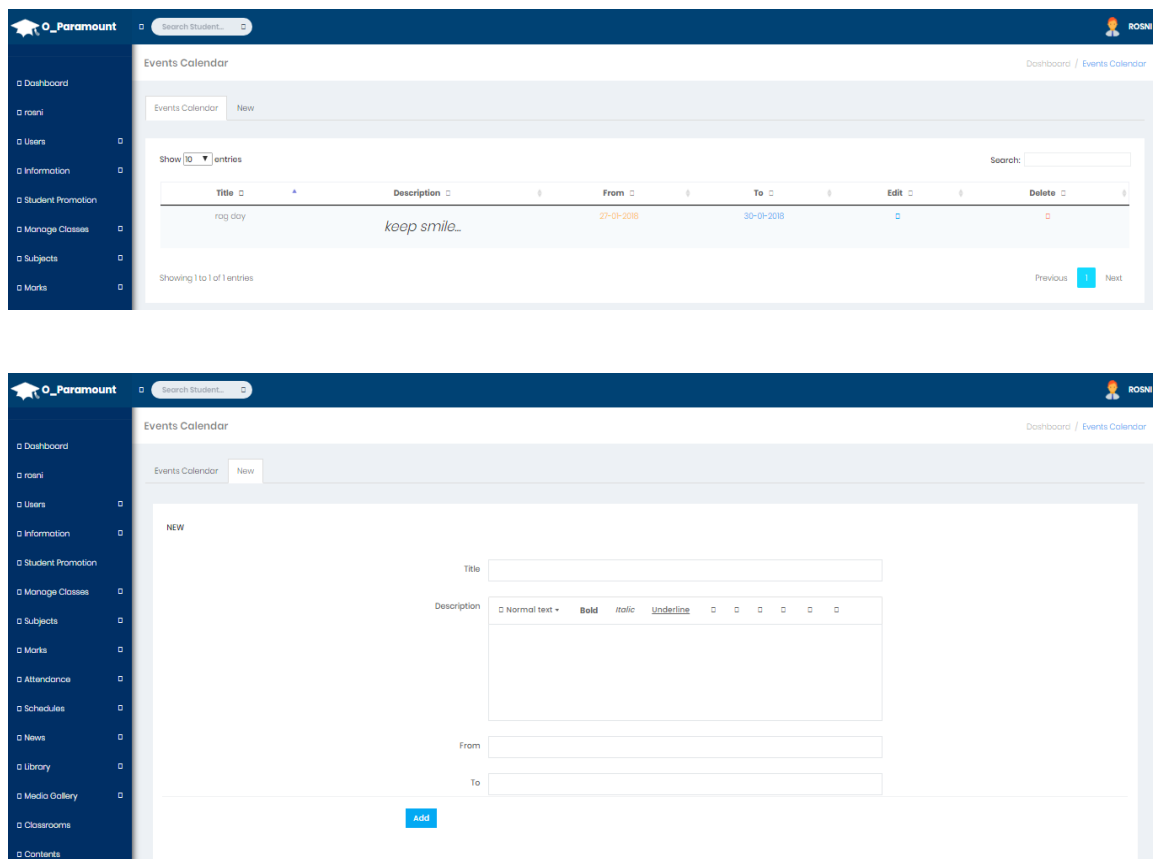 O_Paramount Search Student... ROSNI
Events Calendar Dashboard / Events Calendar
Dashboard
rosni
Users
Information
Student Promotion
Manage Classes
Subjects
Marks
Events Calendar New
Show 10 entries Search:
Title Description From To Edit Delete
rag day keep smile... 27-01-2018 30-01-2018
Showing 1 to 1 of 1 entries Previous 1 Next
O_Paramount Search Student... ROSNI
Events Calendar Dashboard / Events Calendar
Dashboard
rosni
Users
Information
Student Promotion
Manage Classes
Subjects
Marks
Attendance
Schedules
News
Library
Media Gallery
Classrooms
Contents
Events Calendar New
NEW
Title
Description Normal text Bold Italic Underline
From
To
Add